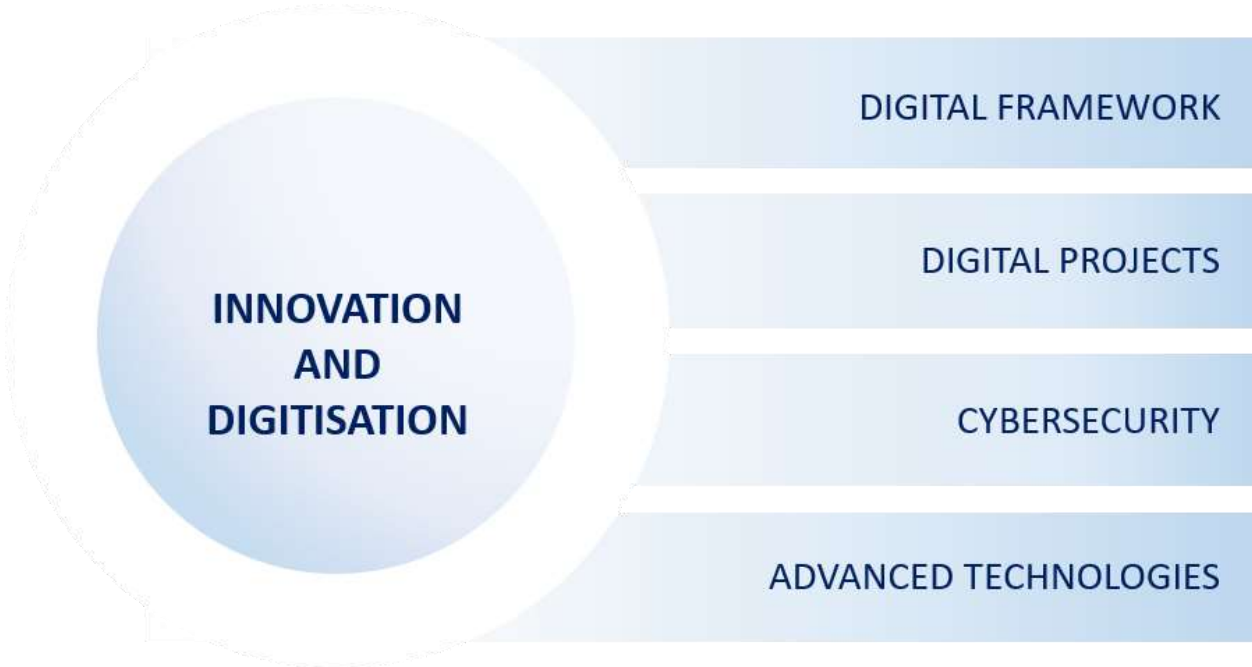 INNOVATION
AND
DIGITISATION
DIGITAL FRAMEWORK
DIGITAL PROJECTS
CYBERSECURITY
ADVANCED TECHNOLOGIES